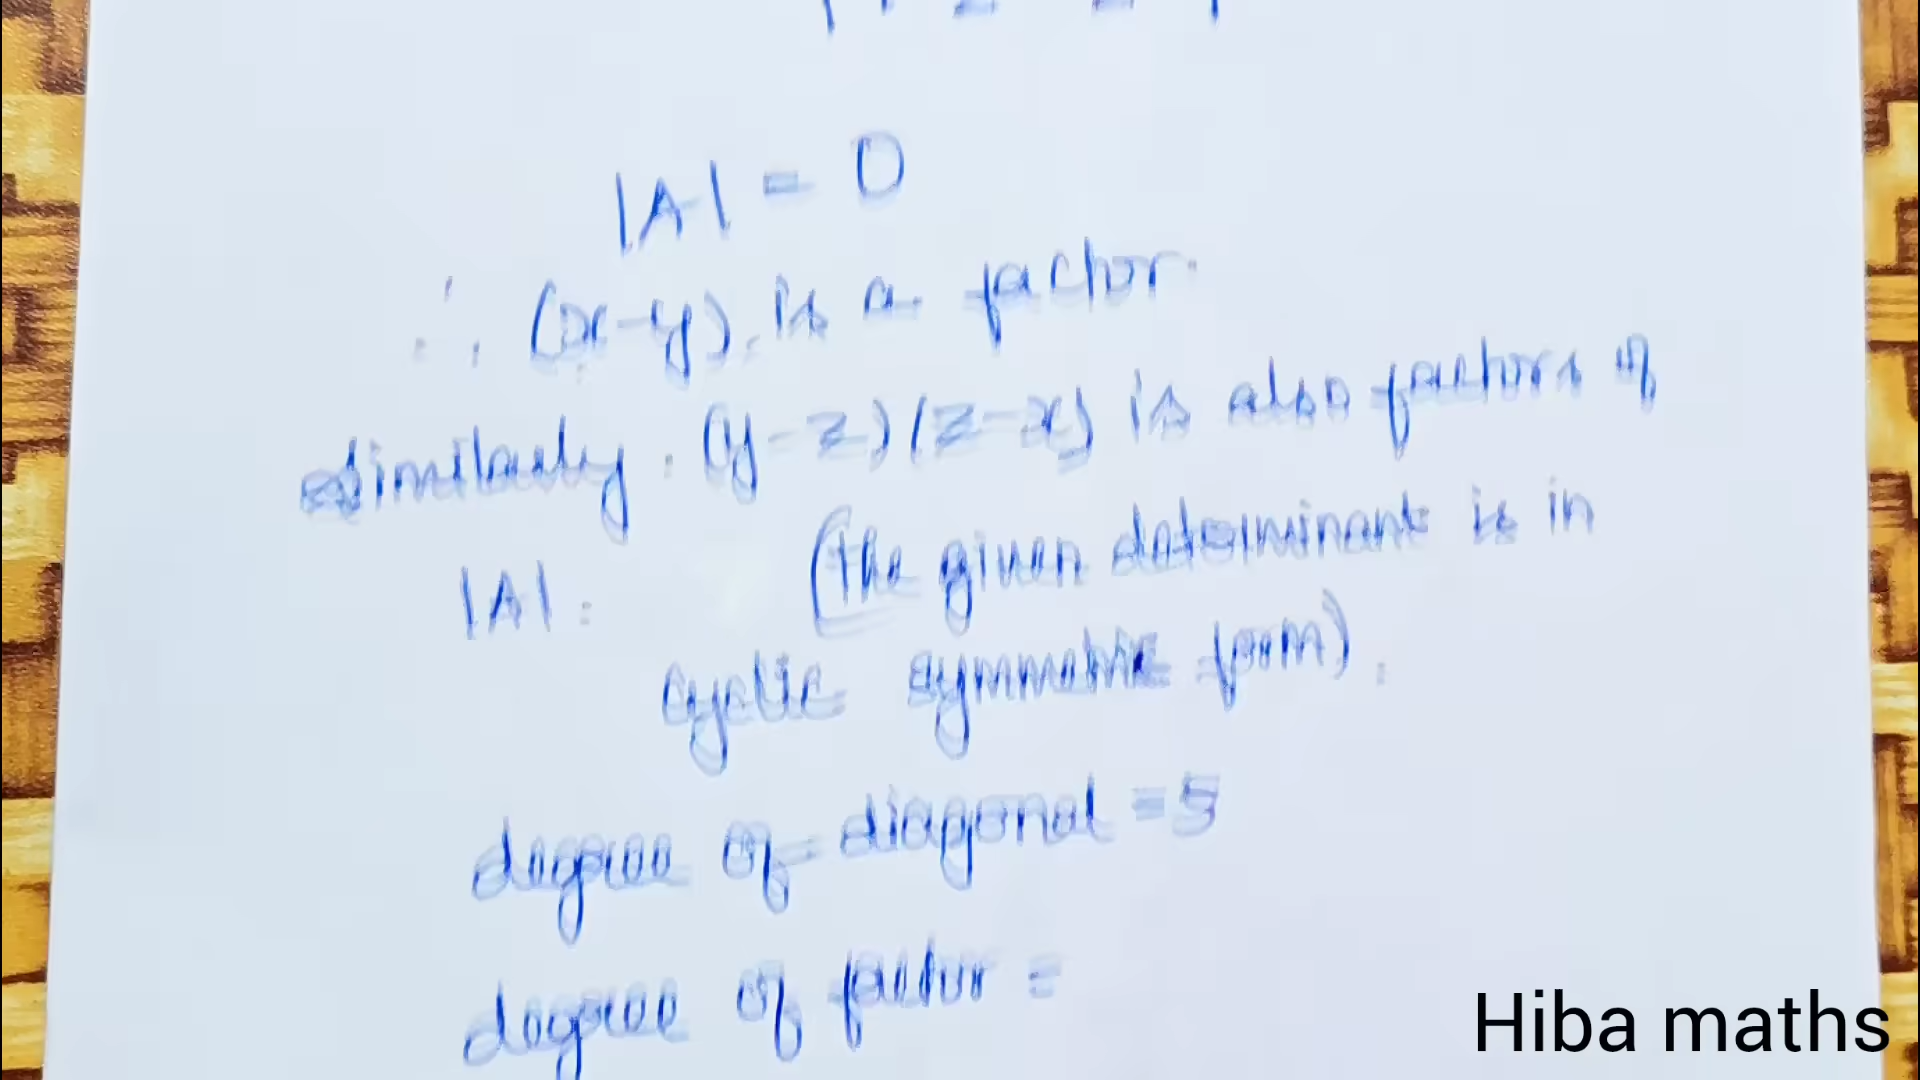 |A| = 0
∴ (x-y) is a factor.
similarly. (y-z)(z-x) is also factors of
|A|. (the given determinant is in
cyclic symmetric form).
degree of diagonal = 5
degree of factor =
Hiba maths